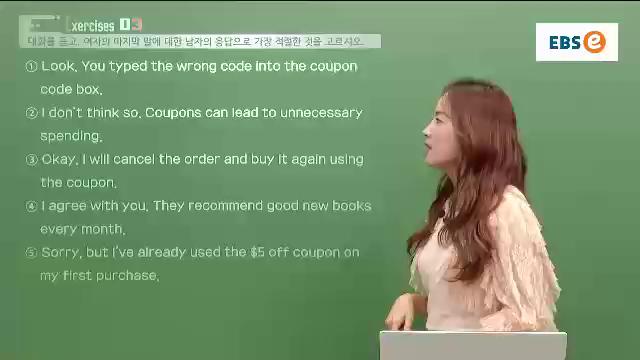 Exercises 03
EBS e
대화를 듣고, 여자의 마지막 말에 대한 남자의 응답으로 가장 적절한 것을 고르시오.
① Look. You typed the wrong code into the coupon
code box.
② I don't think so. Coupons can lead to unnecessary
spending.
③ Okay. I will cancel the order and buy it again using
the coupon.
④ I agree with you. They recommend good new books
every month.
⑤ Sorry, but I've already used the $5 off coupon on
my first purchase.